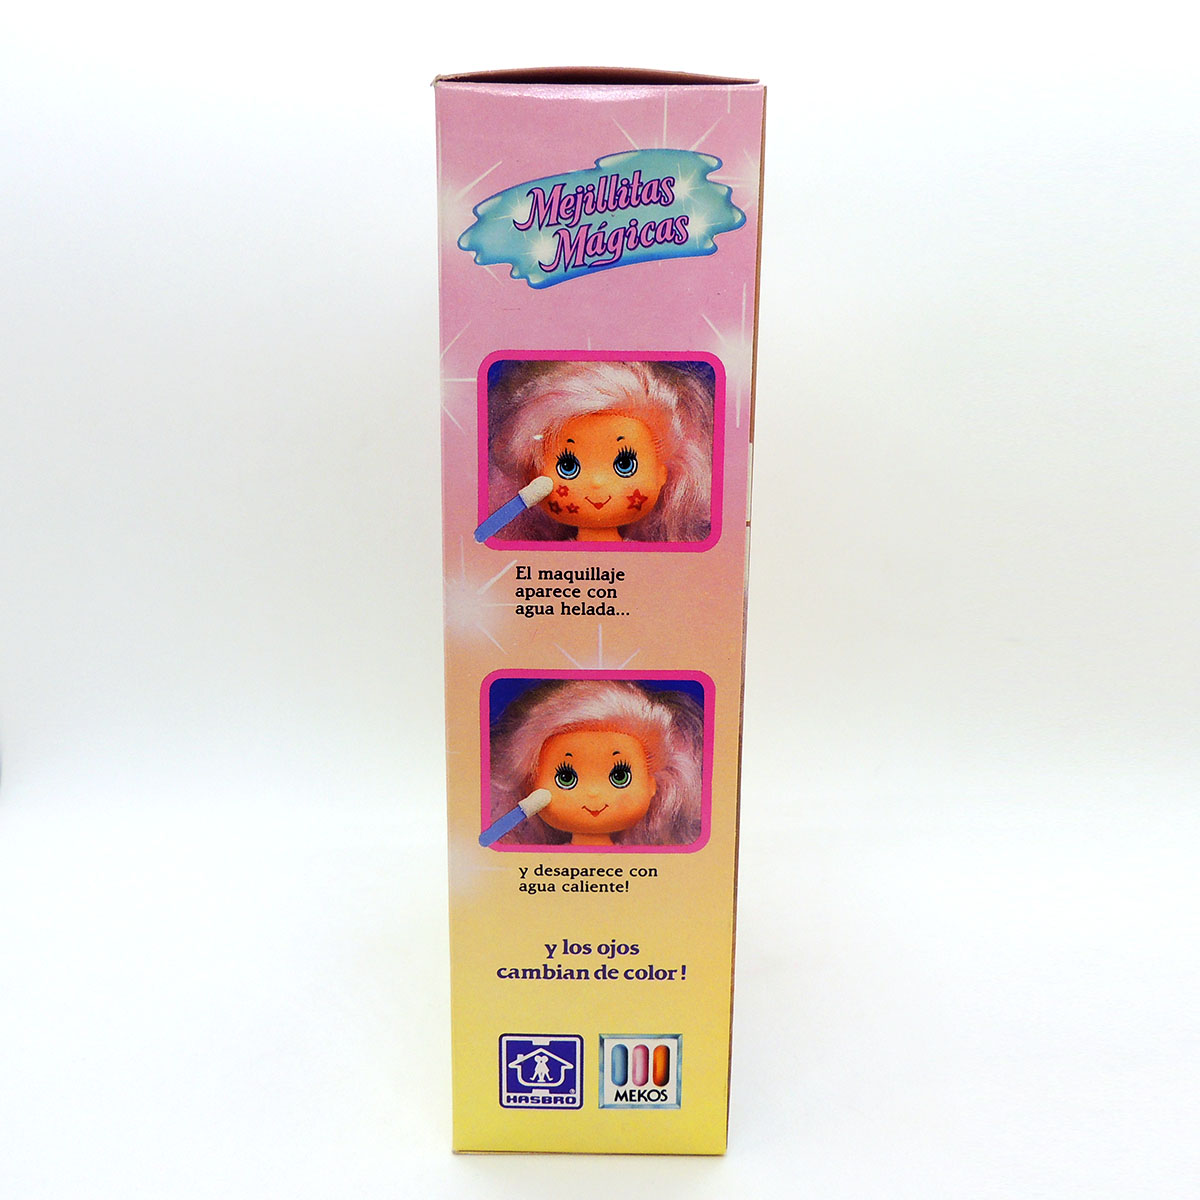 Mejillitas
Mágicas
El maquillaje
aparece con
agua helada...
y desaparece con
agua caliente!
y los ojos
cambian de color!
HASBRO
MEKOS